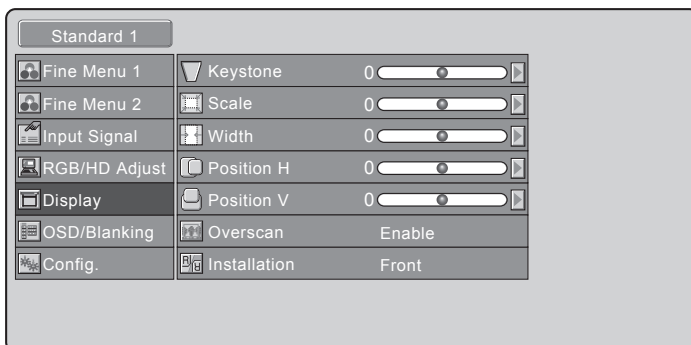 Standard 1
Fine Menu 1 Keystone 0
Fine Menu 2 Scale 0
Input Signal Width 0
RGB/HD Adjust Position H 0
Display Position V 0
OSD/Blanking Overscan Enable
Config. Installation Front